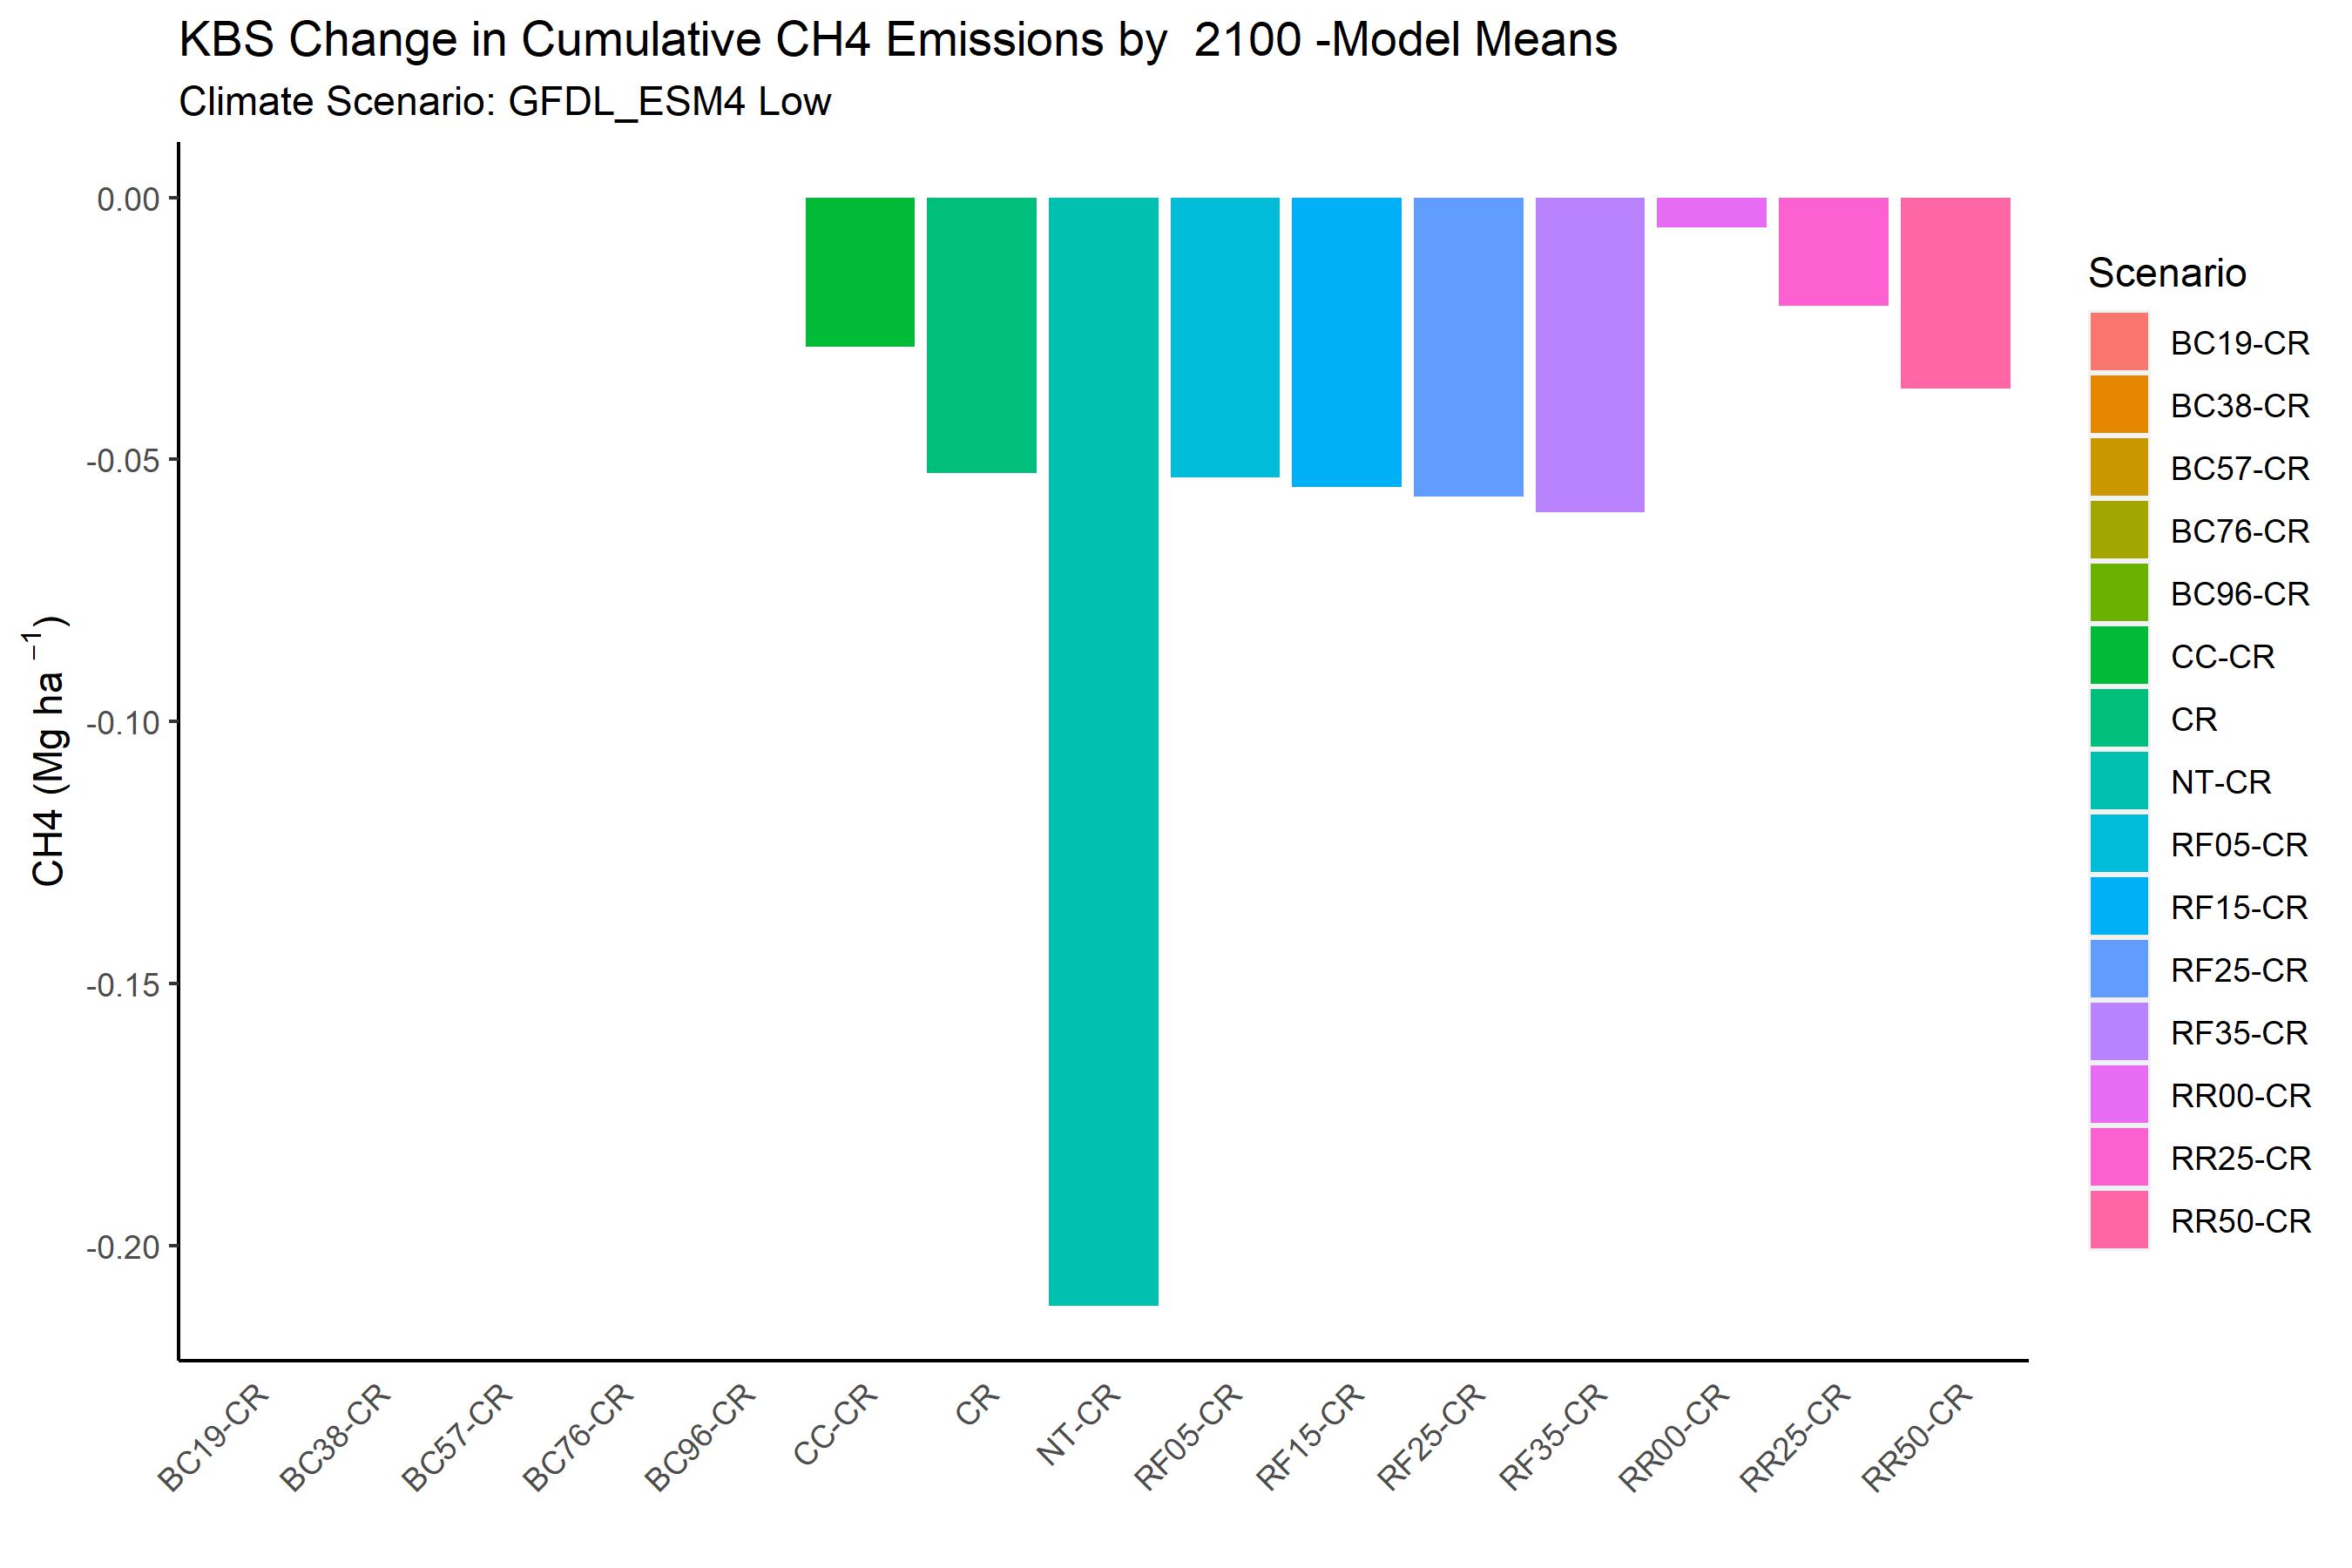 KBS Change in Cumulative CH4 Emissions by  2100 -Model Means
Climate Scenario: GFDL_ESM4 Low
0.00
-0.05
-0.10
-0.15
-0.20
CH4 (Mg ha ⁻¹)
BC19-CR
BC38-CR
BC57-CR
BC76-CR
BC96-CR
CC-CR
CR
NT-CR
RF05-CR
RF15-CR
RF25-CR
RF35-CR
RR00-CR
RR25-CR
RR50-CR
Scenario
BC19-CR
BC38-CR
BC57-CR
BC76-CR
BC96-CR
CC-CR
CR
NT-CR
RF05-CR
RF15-CR
RF25-CR
RF35-CR
RR00-CR
RR25-CR
RR50-CR